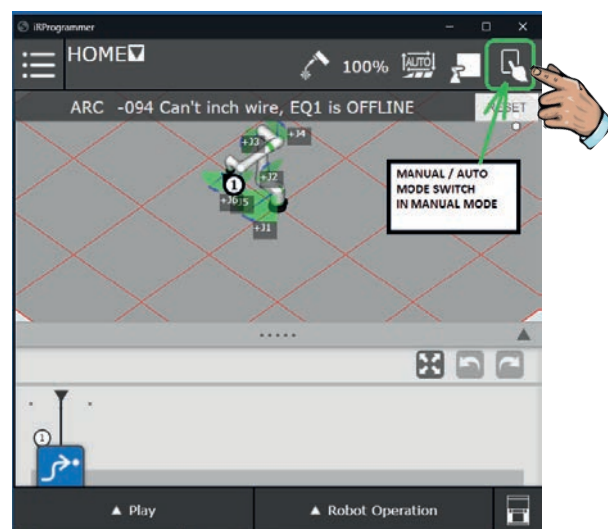 iRProgrammer
HOME
100%
AUTO
ARC -094 Can't inch wire, EQ1 is OFFLINE
RESET
+J3
+J4
+J2
1
+J6
+J5
+J1
MANUAL / AUTO
MODE SWITCH
IN MANUAL MODE
1
Play
Robot Operation